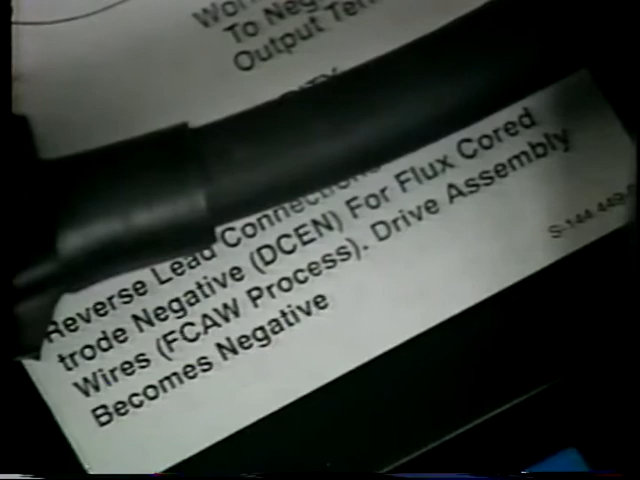 To Neg
Output Ter
Reverse Lead Connection
trode Negative (DCEN) For Flux Cored
Wires (FCAW Process). Drive Assembly
Becomes Negative
S-144 449